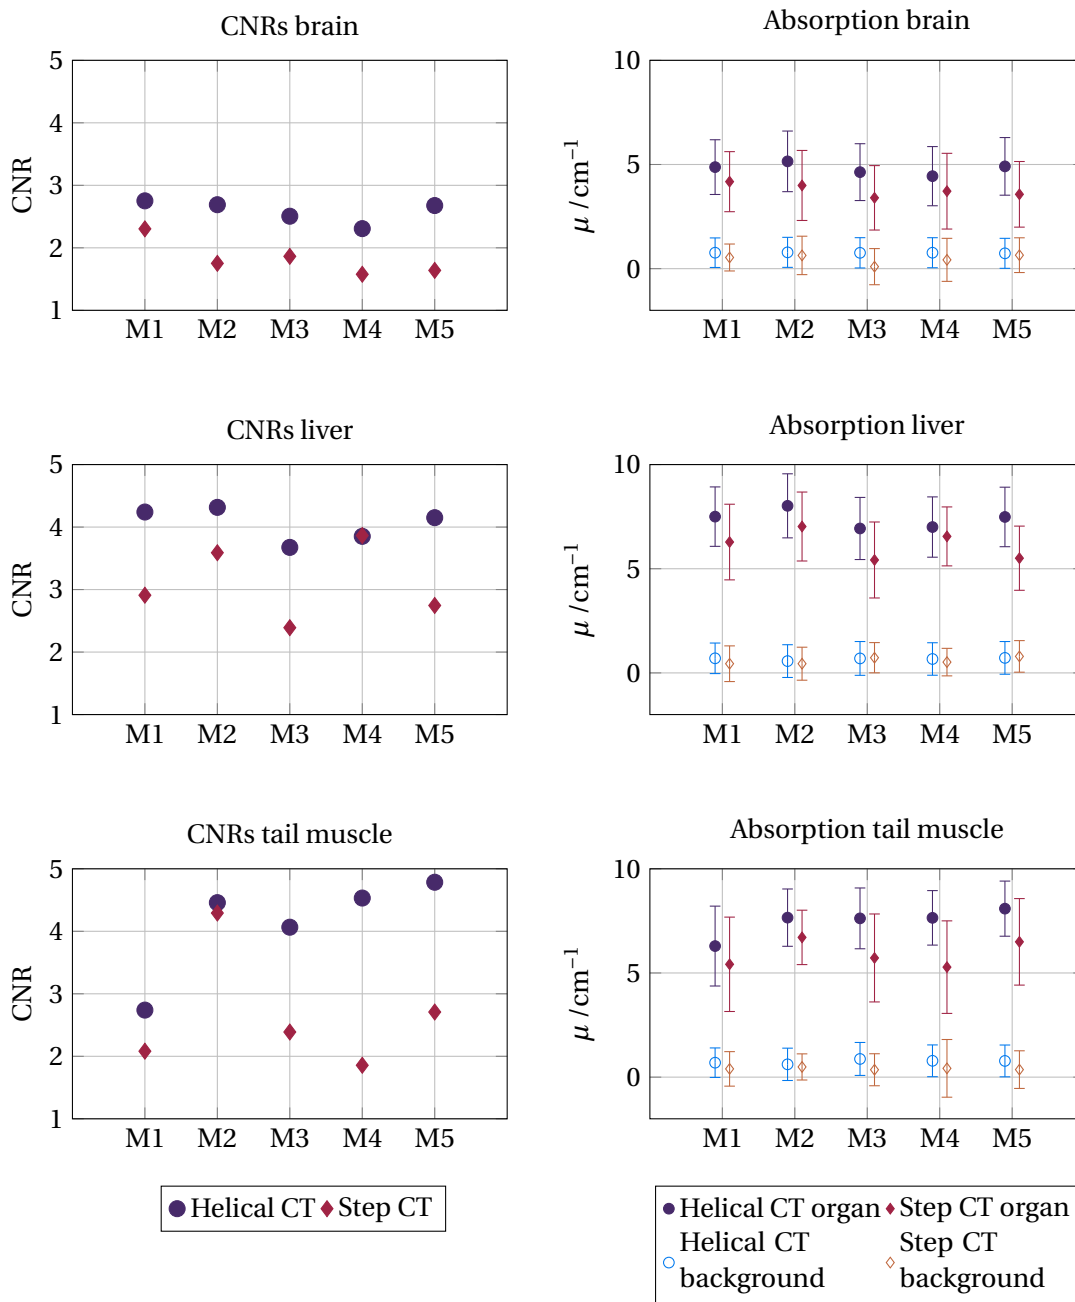 CNRs brain
5
4
3
2
1
CNR
M1 M2 M3 M4 M5
Absorption brain
10
5
0
μ /cm⁻¹
M1 M2 M3 M4 M5
CNRs liver
5
4
3
2
1
CNR
M1 M2 M3 M4 M5
Absorption liver
10
5
0
μ /cm⁻¹
M1 M2 M3 M4 M5
CNRs tail muscle
5
4
3
2
1
CNR
M1 M2 M3 M4 M5
Absorption tail muscle
10
5
0
μ /cm⁻¹
M1 M2 M3 M4 M5
Helical CT Step CT
Helical CT organ Step CT organ
Helical CT
background
Step CT
background